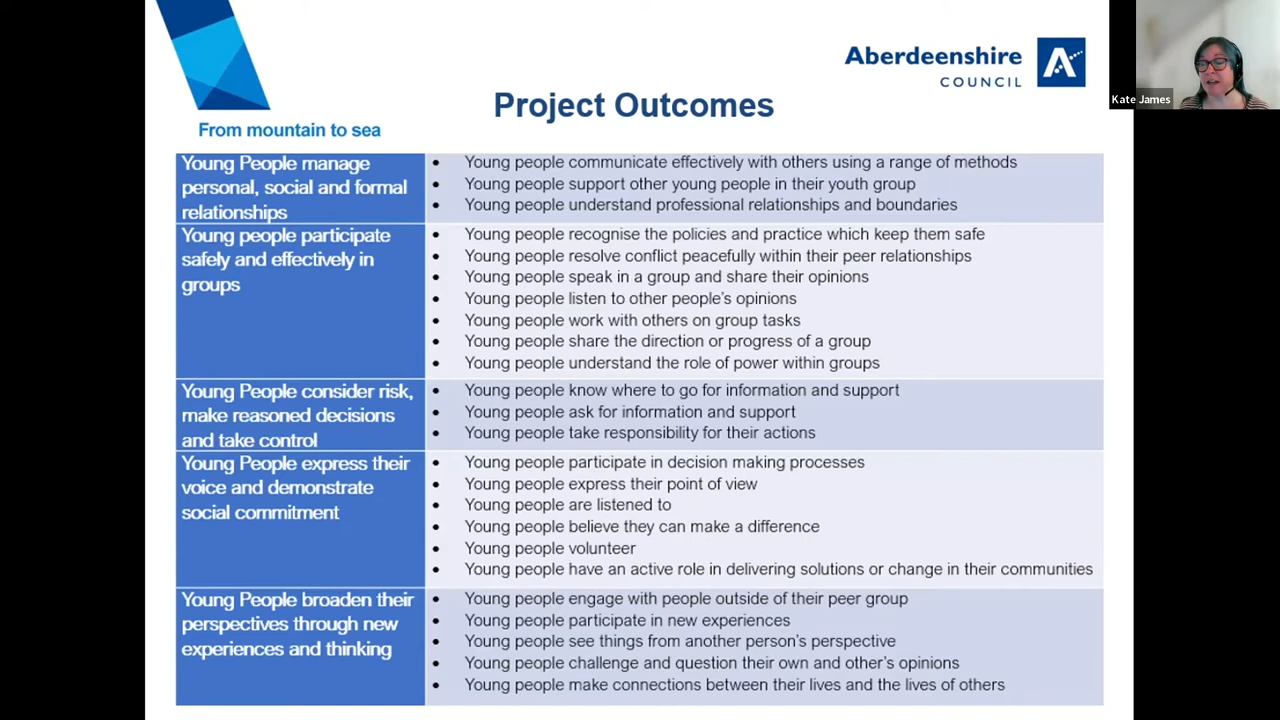 Aberdeenshire
COUNCIL
Kate James
Project Outcomes
From mountain to sea
Young People manage
personal, social and formal
relationships
• Young people communicate effectively with others using a range of methods
• Young people support other young people in their youth group
• Young people understand professional relationships and boundaries
Young people participate
safely and effectively in
groups
• Young people recognise the policies and practice which keep them safe
• Young people resolve conflict peacefully within their peer relationships
• Young people speak in a group and share their opinions
• Young people listen to other people's opinions
• Young people work with others on group tasks
• Young people share the direction or progress of a group
• Young people understand the role of power within groups
Young People consider risk,
make reasoned decisions
and take control
• Young people know where to go for information and support
• Young people ask for information and support
• Young people take responsibility for their actions
Young People express their
voice and demonstrate
social commitment
• Young people participate in decision making processes
• Young people express their point of view
• Young people are listened to
• Young people believe they can make a difference
• Young people volunteer
• Young people have an active role in delivering solutions or change in their communities
Young People broaden their
perspectives through new
experiences and thinking
• Young people engage with people outside of their peer group
• Young people participate in new experiences
• Young people see things from another person's perspective
• Young people challenge and question their own and other's opinions
• Young people make connections between their lives and the lives of others